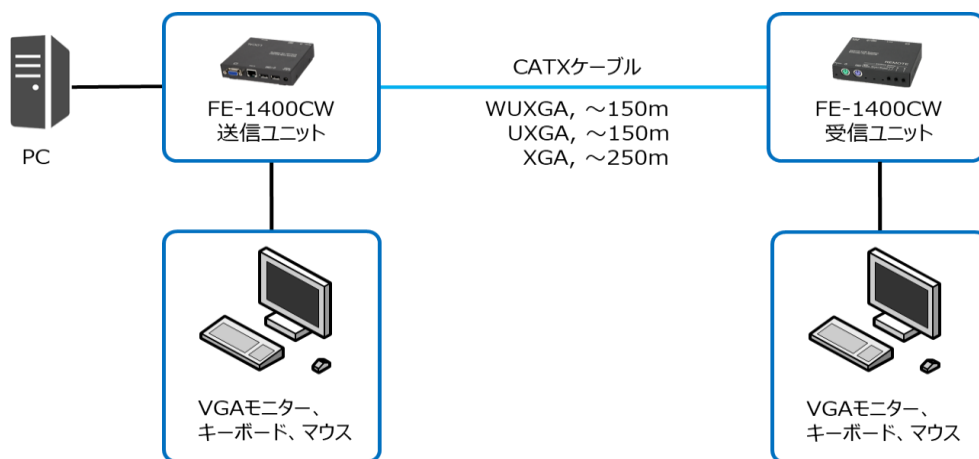 CATXケーブル
WUXGA, ~150m
UXGA, ~150m
XGA, ~250m
FE-1400CW
送信ユニット
FE-1400CW
受信ユニット
PC
VGAモニター、
キーボード、マウス
VGAモニター、
キーボード、マウス